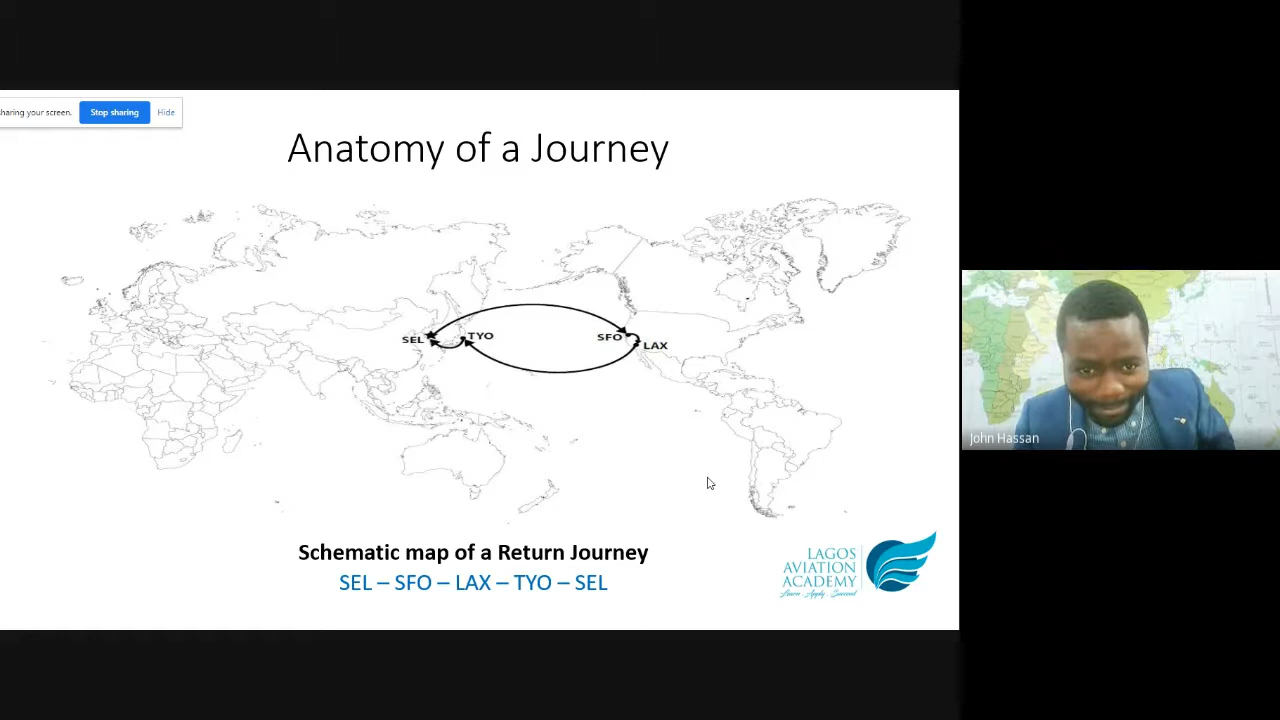 sharing your screen.
Stop sharing
Hide
Anatomy of a Journey
SEL
TYO
SFO
LAX
Schematic map of a Return Journey
SEL – SFO – LAX – TYO – SEL
LAGOS
AVIATION
ACADEMY
Learn . Apply . Succeed
John Hassan